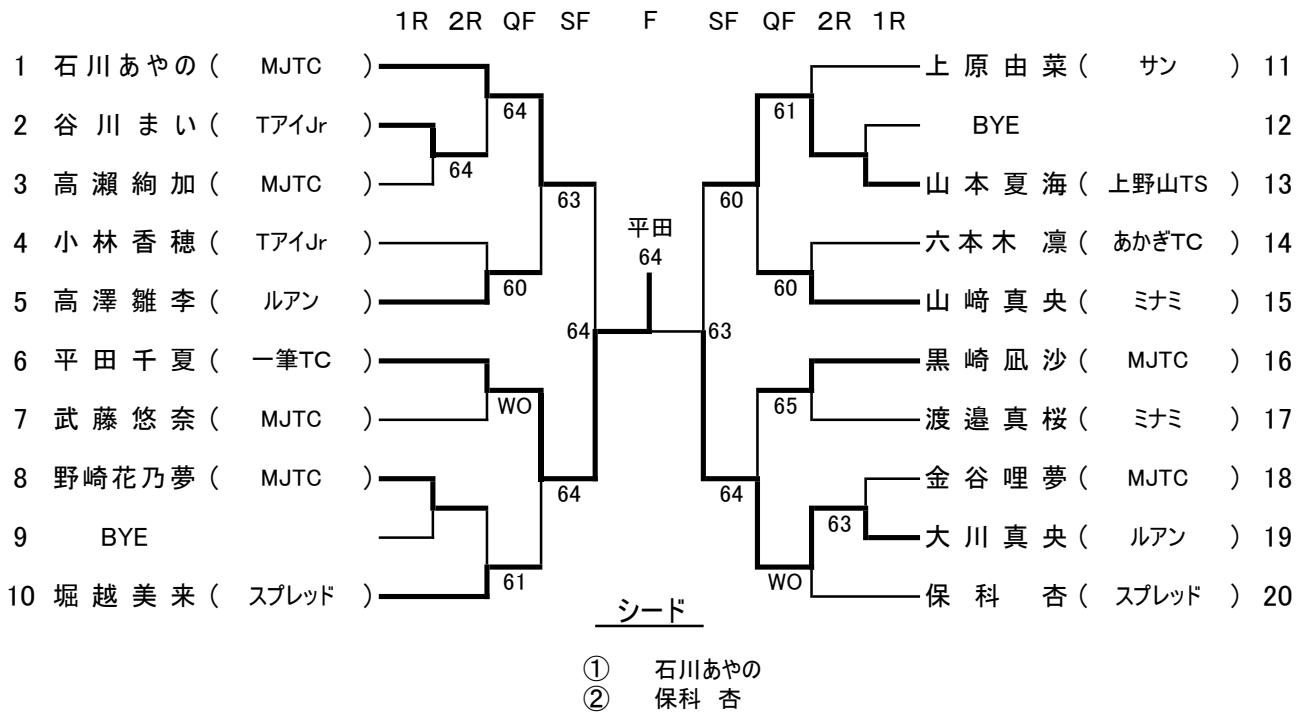 1R 2R QF SF F SF QF 2R 1R
1 石川あやの ( MJTC )
2 谷川まい ( TアイJr )
3 高瀬絢加 ( MJTC )
4 小林香穂 ( TアイJr )
5 高澤雛李 ( ルアン )
6 平田千夏 ( 一筆TC )
7 武藤悠奈 ( MJTC )
8 野崎花乃夢 ( MJTC )
9 BYE
10 堀越美来 ( スプレッド )
64
64
60
WO
61
63
64
64
平田
64
63
60
64
61
60
65
63
WO
上原由菜 ( サン ) 11
BYE 12
山本夏海 ( 上野山TS ) 13
六本木 凛 ( あかぎTC ) 14
山﨑真央 ( ミナミ ) 15
黒崎凪沙 ( MJTC ) 16
渡邉真桜 ( ミナミ ) 17
金谷哩夢 ( MJTC ) 18
大川真央 ( ルアン ) 19
保科 杏 ( スプレッド ) 20
シード
① 石川あやの
② 保科 杏